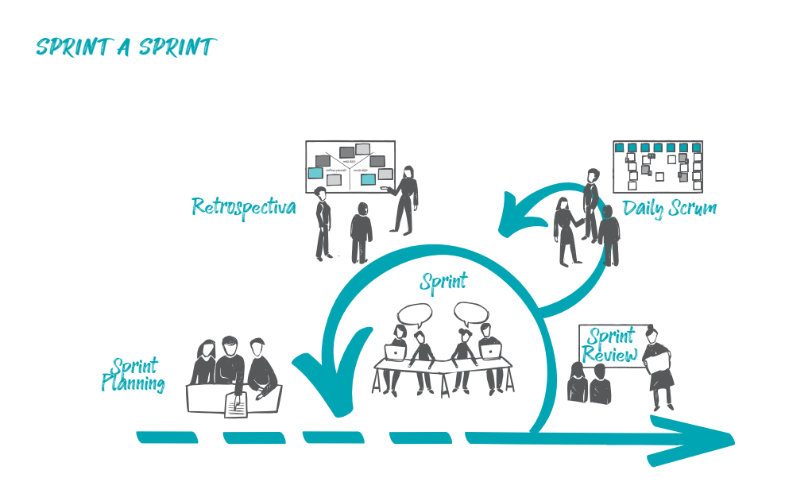 SPRINT A SPRINT
Retrospectiva
Daily Scrum
Sprint
Sprint
Planning
Sprint
Review